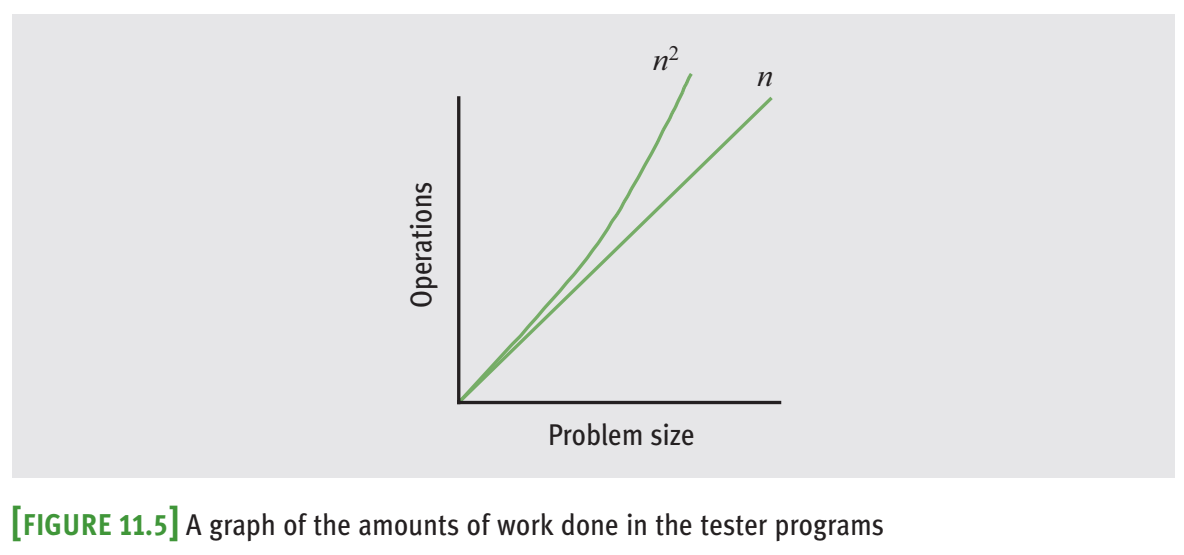 n²
n
Operations
Problem size
[FIGURE 11.5] A graph of the amounts of work done in the tester programs